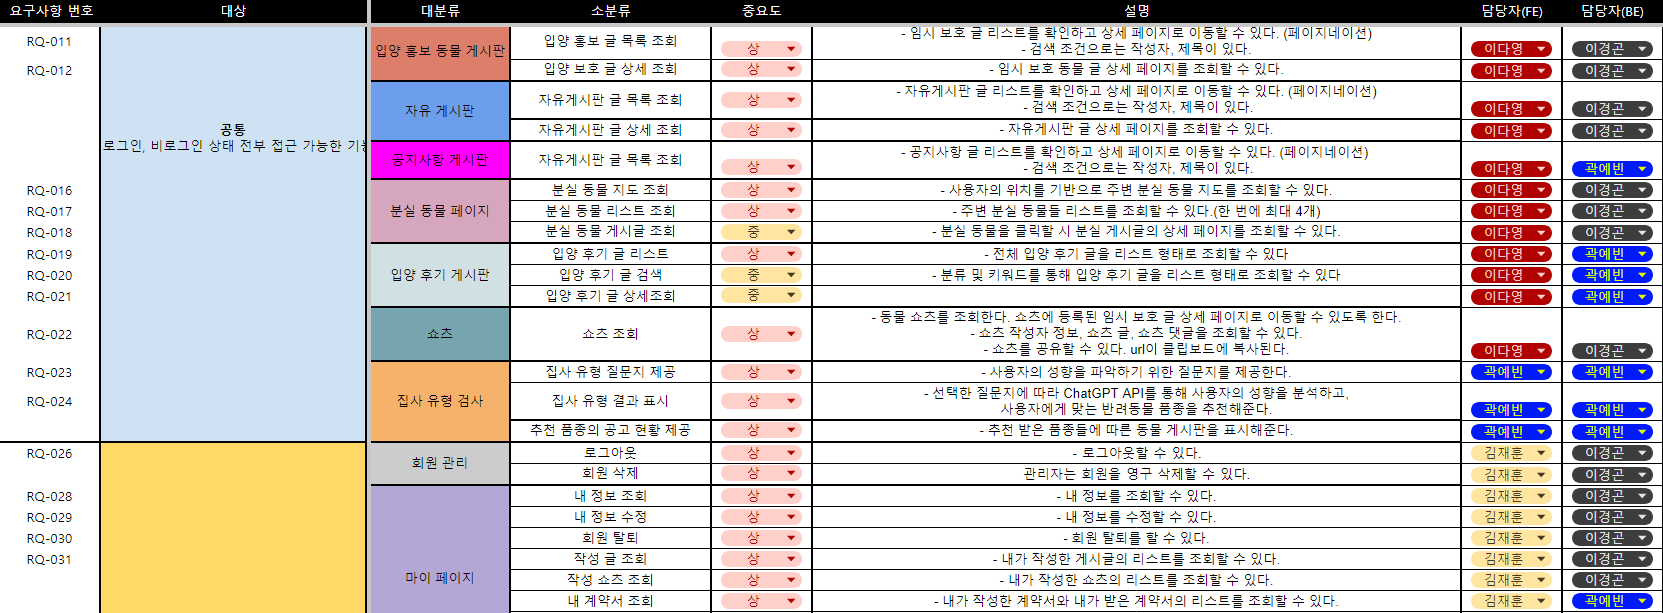 요구사항 번호 대상 대분류 소분류 중요도 설명 담당자(FE) 담당자(BE)
공통
로그인, 비로그인 상태 전부 접근 가능한 기능
RQ-011 입양 홍보 동물 게시판 입양 홍보 글 목록 조회 상 - 임시 보호 글 리스트를 확인하고 상세 페이지로 이동할 수 있다. (페이지네이션)
- 검색 조건으로는 작성자, 제목이 있다. 이다영 이경곤
RQ-012 입양 보호 글 상세 조회 상 - 임시 보호 동물 글 상세 페이지를 조회할 수 있다. 이다영 이경곤
자유 게시판 자유게시판 글 목록 조회 상 - 자유게시판 글 리스트를 확인하고 상세 페이지로 이동할 수 있다. (페이지네이션)
- 검색 조건으로는 작성자, 제목이 있다. 이다영 이경곤
자유게시판 글 상세 조회 상 - 자유게시판 글 상세 페이지를 조회할 수 있다. 이다영 이경곤
공지사항 게시판 자유게시판 글 목록 조회 상 - 공지사항 글 리스트를 확인하고 상세 페이지로 이동할 수 있다. (페이지네이션)
- 검색 조건으로는 작성자, 제목이 있다. 이다영 곽예빈
RQ-016 분실 동물 페이지 분실 동물 지도 조회 상 - 사용자의 위치를 기반으로 주변 분실 동물 지도를 조회할 수 있다. 이다영 이경곤
RQ-017 분실 동물 리스트 조회 상 - 주변 분실 동물들 리스트를 조회할 수 있다.(한 번에 최대 4개) 이다영 이경곤
RQ-018 분실 동물 게시글 조회 중 - 분실 동물을 클릭할 시 분실 게시글의 상세 페이지를 조회할 수 있다. 이다영 이경곤
RQ-019 입양 후기 게시판 입양 후기 글 리스트 상 - 전체 입양 후기 글을 리스트 형태로 조회할 수 있다 이다영 곽예빈
RQ-020 입양 후기 글 검색 중 - 분류 및 키워드를 통해 입양 후기 글을 리스트 형태로 조회할 수 있다 이다영 곽예빈
RQ-021 입양 후기 글 상세조회 중 이다영 곽예빈
RQ-022 쇼츠 쇼츠 조회 상 - 동물 쇼츠를 조회한다. 쇼츠에 등록된 임시 보호 글 상세 페이지로 이동할 수 있도록 한다.
- 쇼츠 작성자 정보, 쇼츠 글, 쇼츠 댓글을 조회할 수 있다.
- 쇼츠를 공유할 수 있다. url이 클립보드에 복사된다. 이다영 이경곤
RQ-023 집사 유형 검사 집사 유형 질문지 제공 상 - 사용자의 성향을 파악하기 위한 질문지를 제공한다. 곽예빈 곽예빈
RQ-024 집사 유형 결과 표시 상 - 선택한 질문지에 따라 ChatGPT API를 통해 사용자의 성향을 분석하고,
사용자에게 맞는 반려동물 품종을 추천해준다. 곽예빈 곽예빈
추천 품종의 공고 현황 제공 상 - 추천 받은 품종들에 따른 동물 게시판을 표시해준다. 곽예빈 곽예빈
RQ-026 회원 관리 로그아웃 상 - 로그아웃할 수 있다. 김재훈 이경곤
회원 삭제 상 관리자는 회원을 영구 삭제할 수 있다. 김재훈 이경곤
RQ-028 마이 페이지 내 정보 조회 상 - 내 정보를 조회할 수 있다. 김재훈 이경곤
RQ-029 내 정보 수정 상 - 내 정보를 수정할 수 있다. 김재훈 이경곤
RQ-030 회원 탈퇴 상 - 회원 탈퇴를 할 수 있다. 김재훈 이경곤
RQ-031 작성 글 조회 상 - 내가 작성한 게시글의 리스트를 조회할 수 있다. 김재훈 이경곤
작성 쇼츠 조회 상 - 내가 작성한 쇼츠의 리스트를 조회할 수 있다. 김재훈 이경곤
내 계약서 조회 상 - 내가 작성한 계약서와 내가 받은 계약서의 리스트를 조회할 수 있다. 김재훈 곽예빈